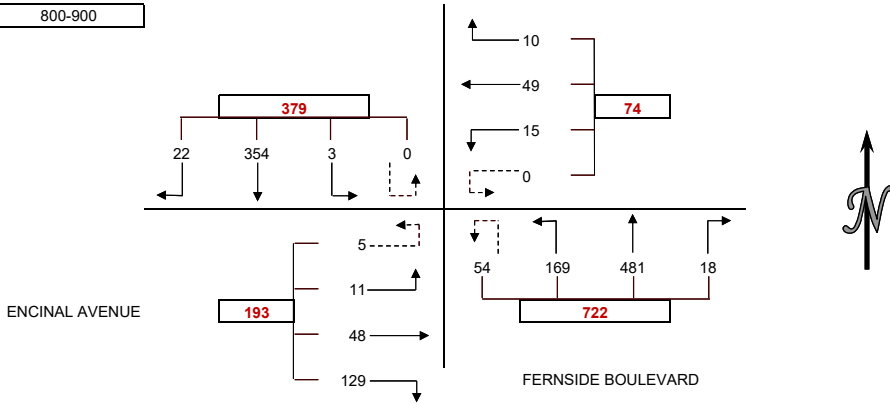 800-900
10
49
379
74
15
22 354 3 0
0
N
5
54 169 481 18
11
ENCINAL AVENUE
193
722
48
129
FERNSIDE BOULEVARD